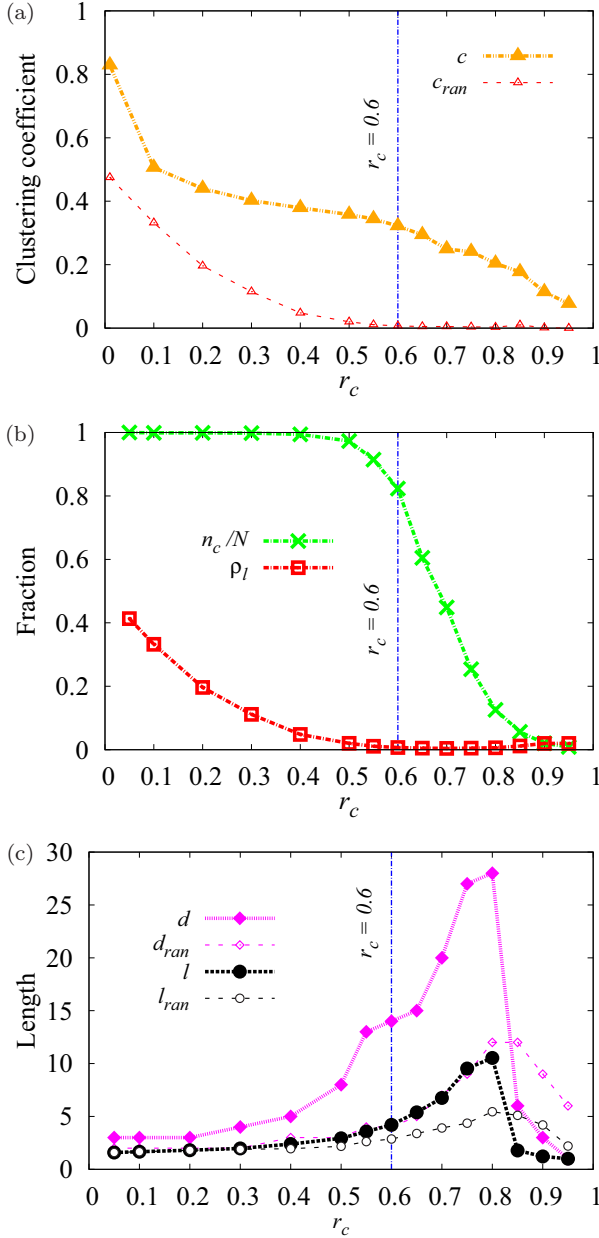 (a)
Clustering coefficient
1
0.8
0.6
0.4
0.2
0
c
c_ran
r_c = 0.6
0 0.1 0.2 0.3 0.4 0.5 0.6 0.7 0.8 0.9 1
r_c
(b)
Fraction
1
0.8
0.6
0.4
0.2
0
n_c /N
ρ_l
r_c = 0.6
0 0.1 0.2 0.3 0.4 0.5 0.6 0.7 0.8 0.9 1
r_c
(c)
Length
30
25
20
15
10
5
0
d
d_ran
l
l_ran
r_c = 0.6
0 0.1 0.2 0.3 0.4 0.5 0.6 0.7 0.8 0.9 1
r_c